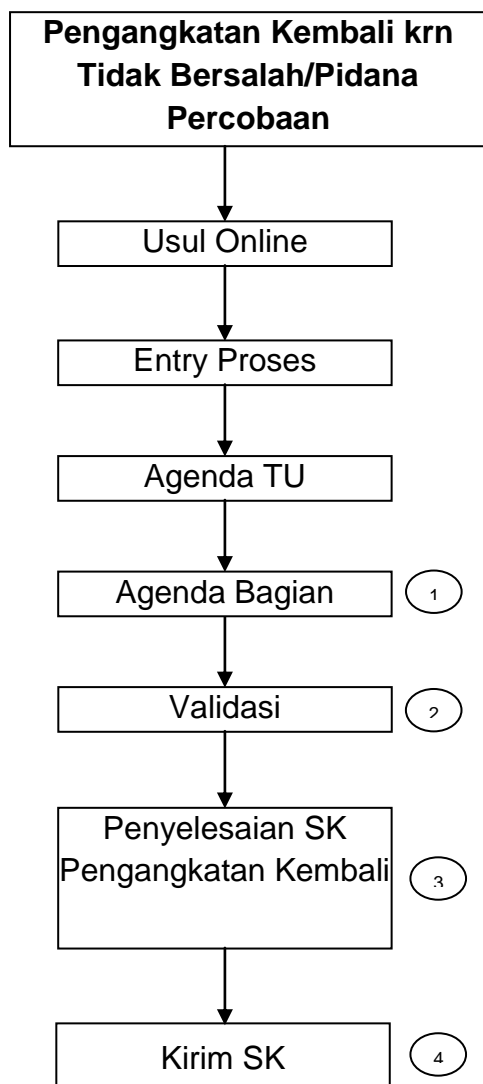 Pengangkatan Kembali krn
Tidak Bersalah/Pidana
Percobaan
Usul Online
Entry Proses
Agenda TU
Agenda Bagian
1
Validasi
2
Penyelesaian SK
Pengangkatan Kembali
3
Kirim SK
4